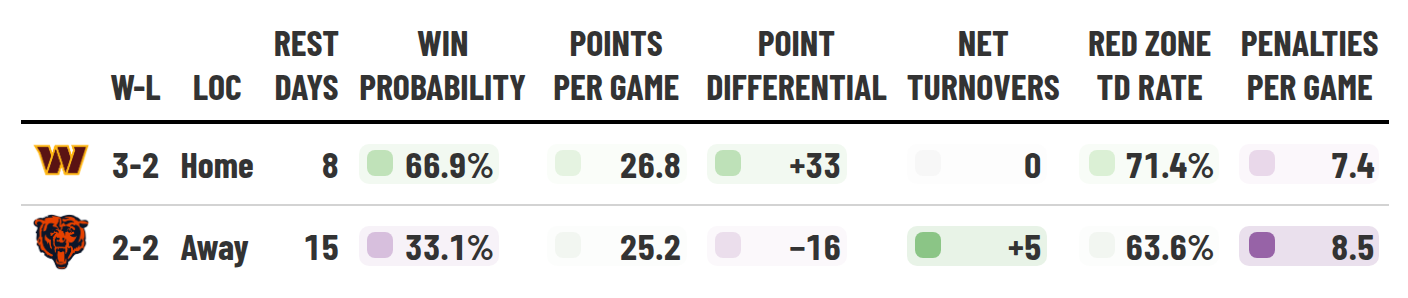 W-L LOC REST DAYS WIN PROBABILITY POINTS PER GAME POINT DIFFERENTIAL NET TURNOVERS RED ZONE TD RATE PENALTIES PER GAME
W 3-2 Home 8 66.9% 26.8 +33 0 71.4% 7.4
2-2 Away 15 33.1% 25.2 −16 +5 63.6% 8.5